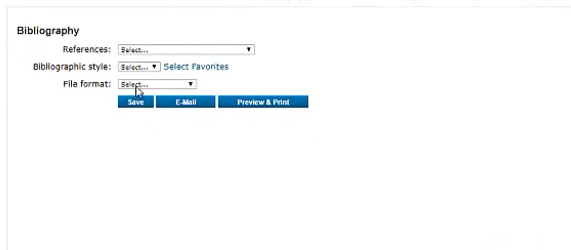 Bibliography
References: Select...
Bibliographic style: Select... Select Favorites
File format: Select...
Save E-Mail Preview & Print